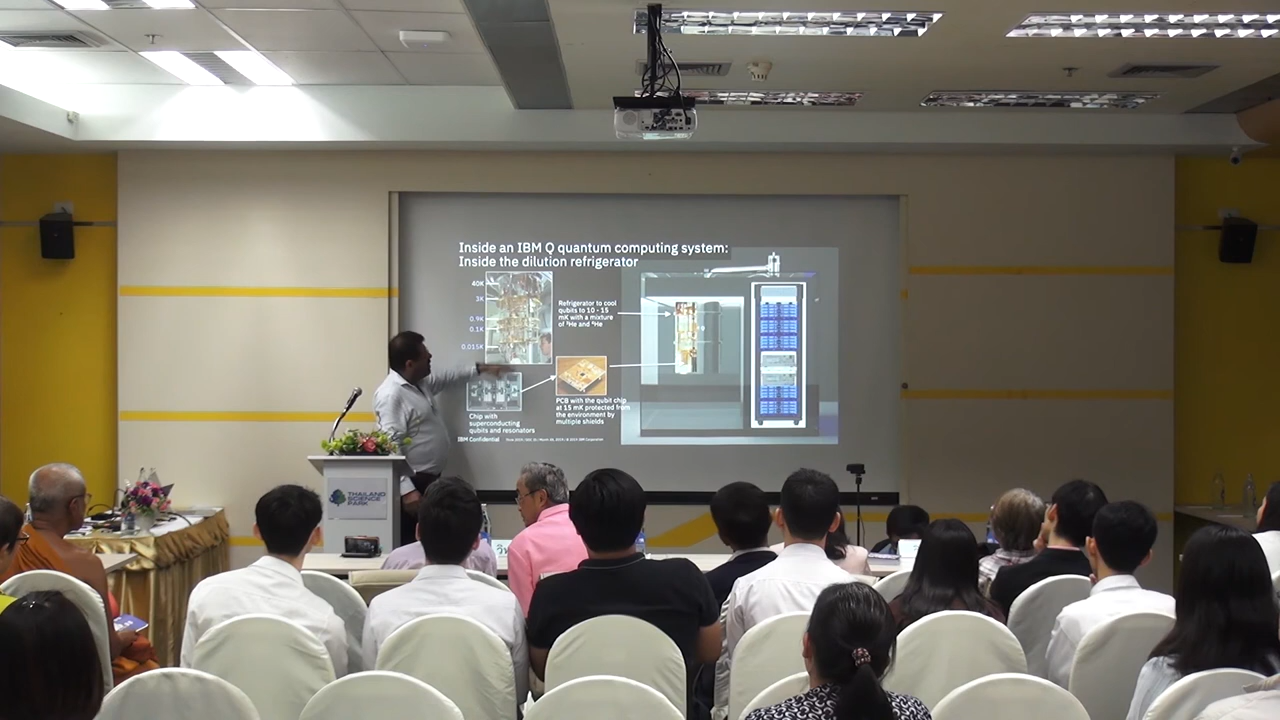 Inside an IBM Q quantum computing system:
Inside the dilution refrigerator
40K
3K
0.9K
0.1K
0.015K
Refrigerator to cool
qubits to 10 - 15
mK with a mixture
of ³He and ⁴He
PCB with the qubit chip
at 15 mK protected from
the environment by
multiple shields
Chip with
superconducting
qubits and resonators
IBM Confidential
THAILAND
SCIENCE
PARK